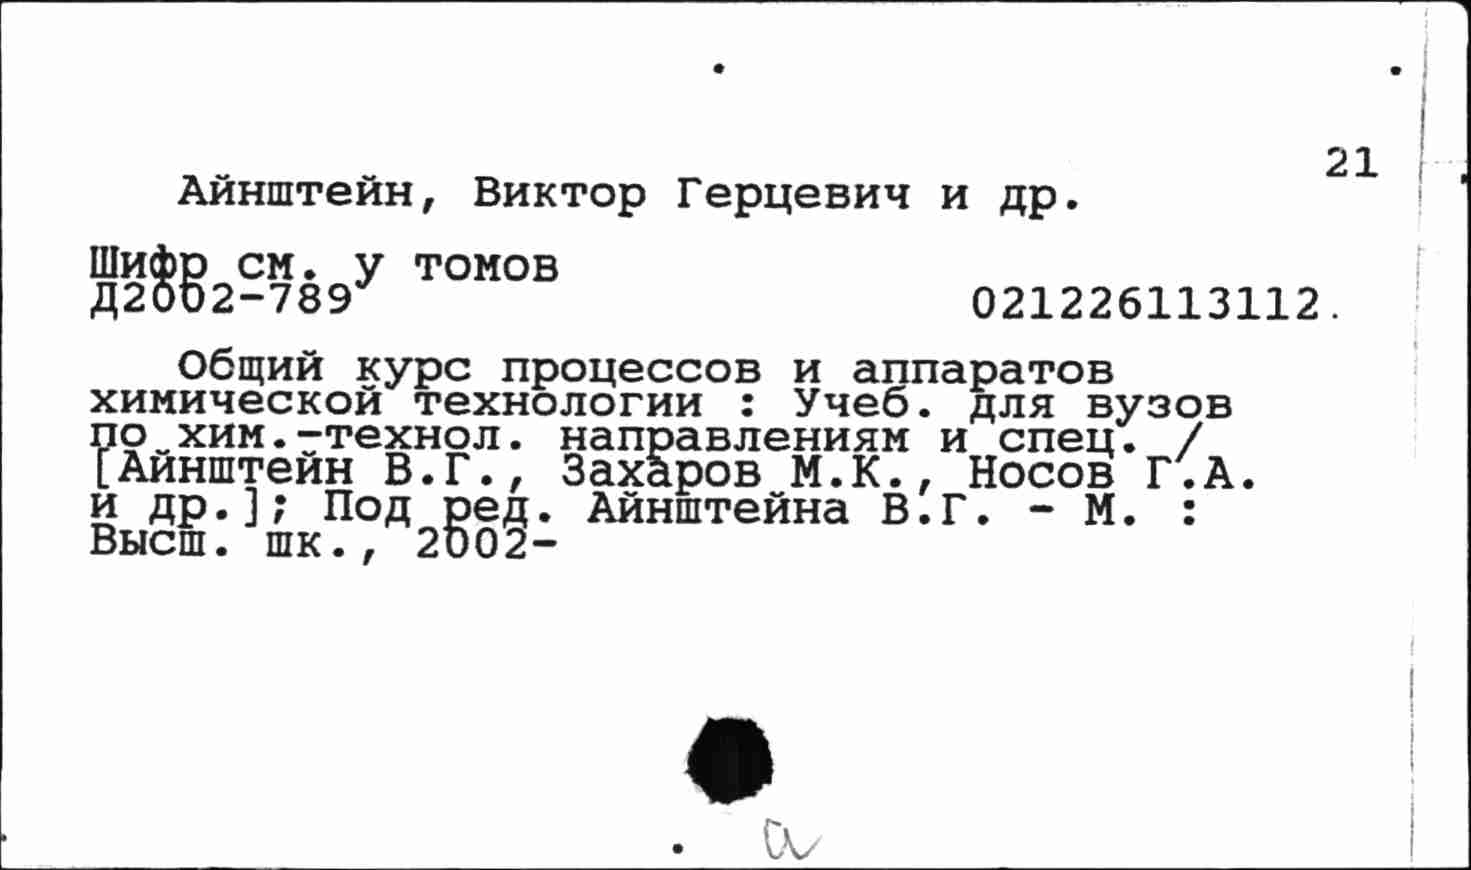 21
Айнштейн, Виктор Герцевич и др.
Шифр см. у томов
Д2002-789
021226113112.
Общий курс процессов и аппаратов
химической технологии : Учеб. для вузов
по хим.-технол. направлениям и спец. /
[Айнштейн В.Г., Захаров М.К., Носов Г.А.
и др.]; Под ред. Айнштейна В.Г. - М. :
Высш. шк., 2002-
а